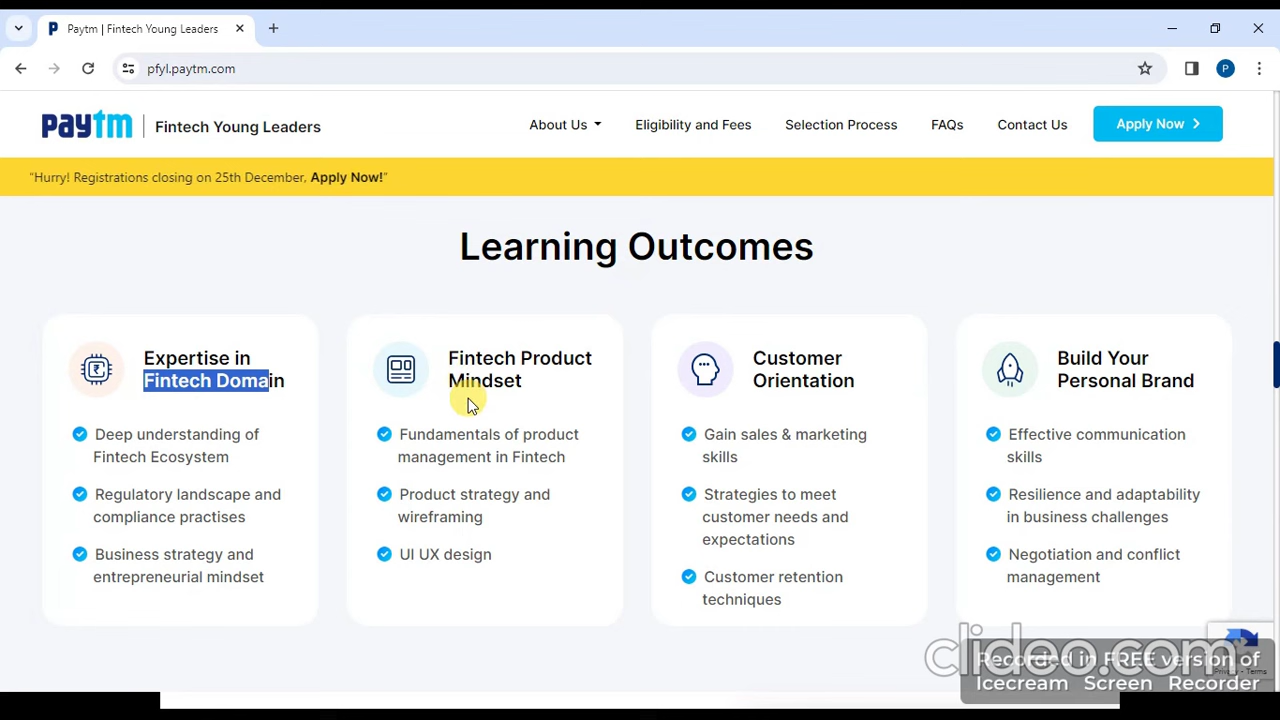 Paytm | Fintech Young Leaders
pfyl.paytm.com
P
paytm | Fintech Young Leaders
About Us
Eligibility and Fees
Selection Process
FAQs
Contact Us
Apply Now
"Hurry! Registrations closing on 25th December, Apply Now!"
Learning Outcomes
Expertise in
Fintech Domain
Deep understanding of
Fintech Ecosystem
Regulatory landscape and
compliance practises
Business strategy and
entrepreneurial mindset
Fintech Product
Mindset
Fundamentals of product
management in Fintech
Product strategy and
wireframing
UI UX design
Customer
Orientation
Gain sales & marketing
skills
Strategies to meet
customer needs and
expectations
Customer retention
techniques
Build Your
Personal Brand
Effective communication
skills
Resilience and adaptability
in business challenges
Negotiation and conflict
management
clideo.com
Recorded in FREE version of
Icecream Screen Recorder
Privacy - Terms